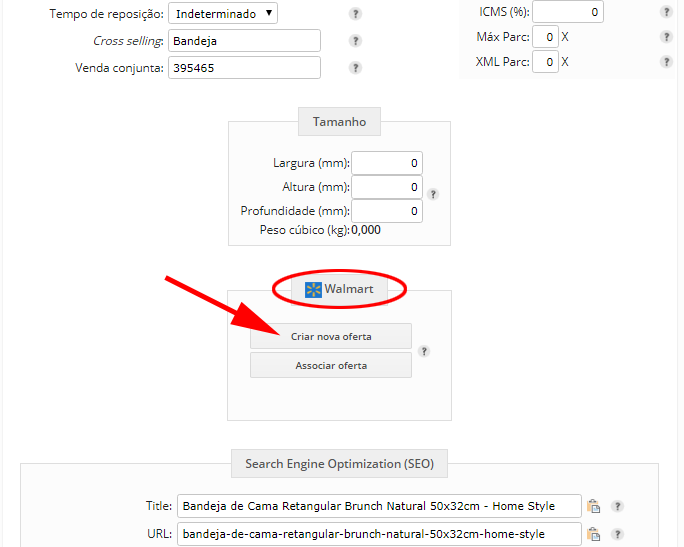 Tempo de reposição: Indeterminado ?
ICMS (%): 0 ?
Cross selling: Bandeja ?
Máx Parc: 0 X ?
Venda conjunta: 395465 ?
XML Parc: 0 X ?
Tamanho
Largura (mm): 0
Altura (mm): 0 ?
Profundidade (mm): 0
Peso cúbico (kg): 0,000
Walmart
Criar nova oferta
?
Associar oferta
Search Engine Optimization (SEO)
Title: Bandeja de Cama Retangular Brunch Natural 50x32cm - Home Style ?
URL: bandeja-de-cama-retangular-brunch-natural-50x32cm-home-style ?